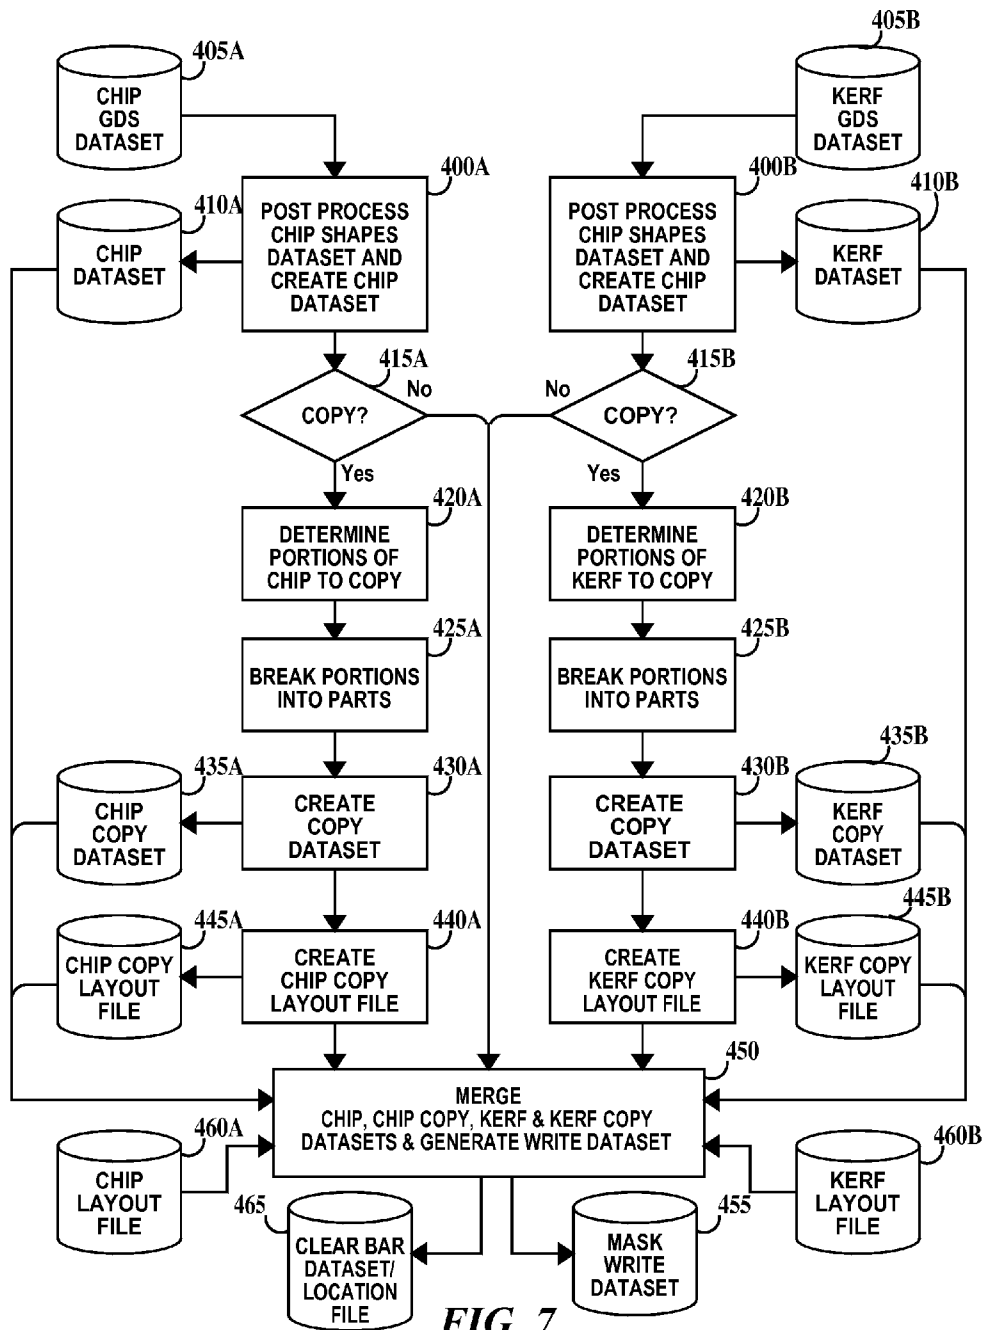 405A
CHIP
GDS
DATASET
405B
KERF
GDS
DATASET
400A
POST PROCESS
CHIP SHAPES
DATASET AND
CREATE CHIP
DATASET
400B
POST PROCESS
CHIP SHAPES
DATASET AND
CREATE CHIP
DATASET
410A
CHIP
DATASET
410B
KERF
DATASET
415A
COPY?
No
Yes
415B
COPY?
No
Yes
420A
DETERMINE
PORTIONS OF
CHIP TO COPY
420B
DETERMINE
PORTIONS OF
KERF TO COPY
425A
BREAK PORTIONS
INTO PARTS
425B
BREAK PORTIONS
INTO PARTS
435A
CHIP
COPY
DATASET
430A
CREATE
COPY
DATASET
430B
CREATE
COPY
DATASET
435B
KERF
COPY
DATASET
445A
CHIP COPY
LAYOUT
FILE
440A
CREATE
CHIP COPY
LAYOUT FILE
440B
CREATE
KERF COPY
LAYOUT FILE
445B
KERF COPY
LAYOUT
FILE
450
MERGE
CHIP, CHIP COPY, KERF & KERF COPY
DATASETS & GENERATE WRITE DATASET
460A
CHIP
LAYOUT
FILE
460B
KERF
LAYOUT
FILE
465
CLEAR BAR
DATASET/
LOCATION
FILE
455
MASK
WRITE
DATASET
FIG. 7